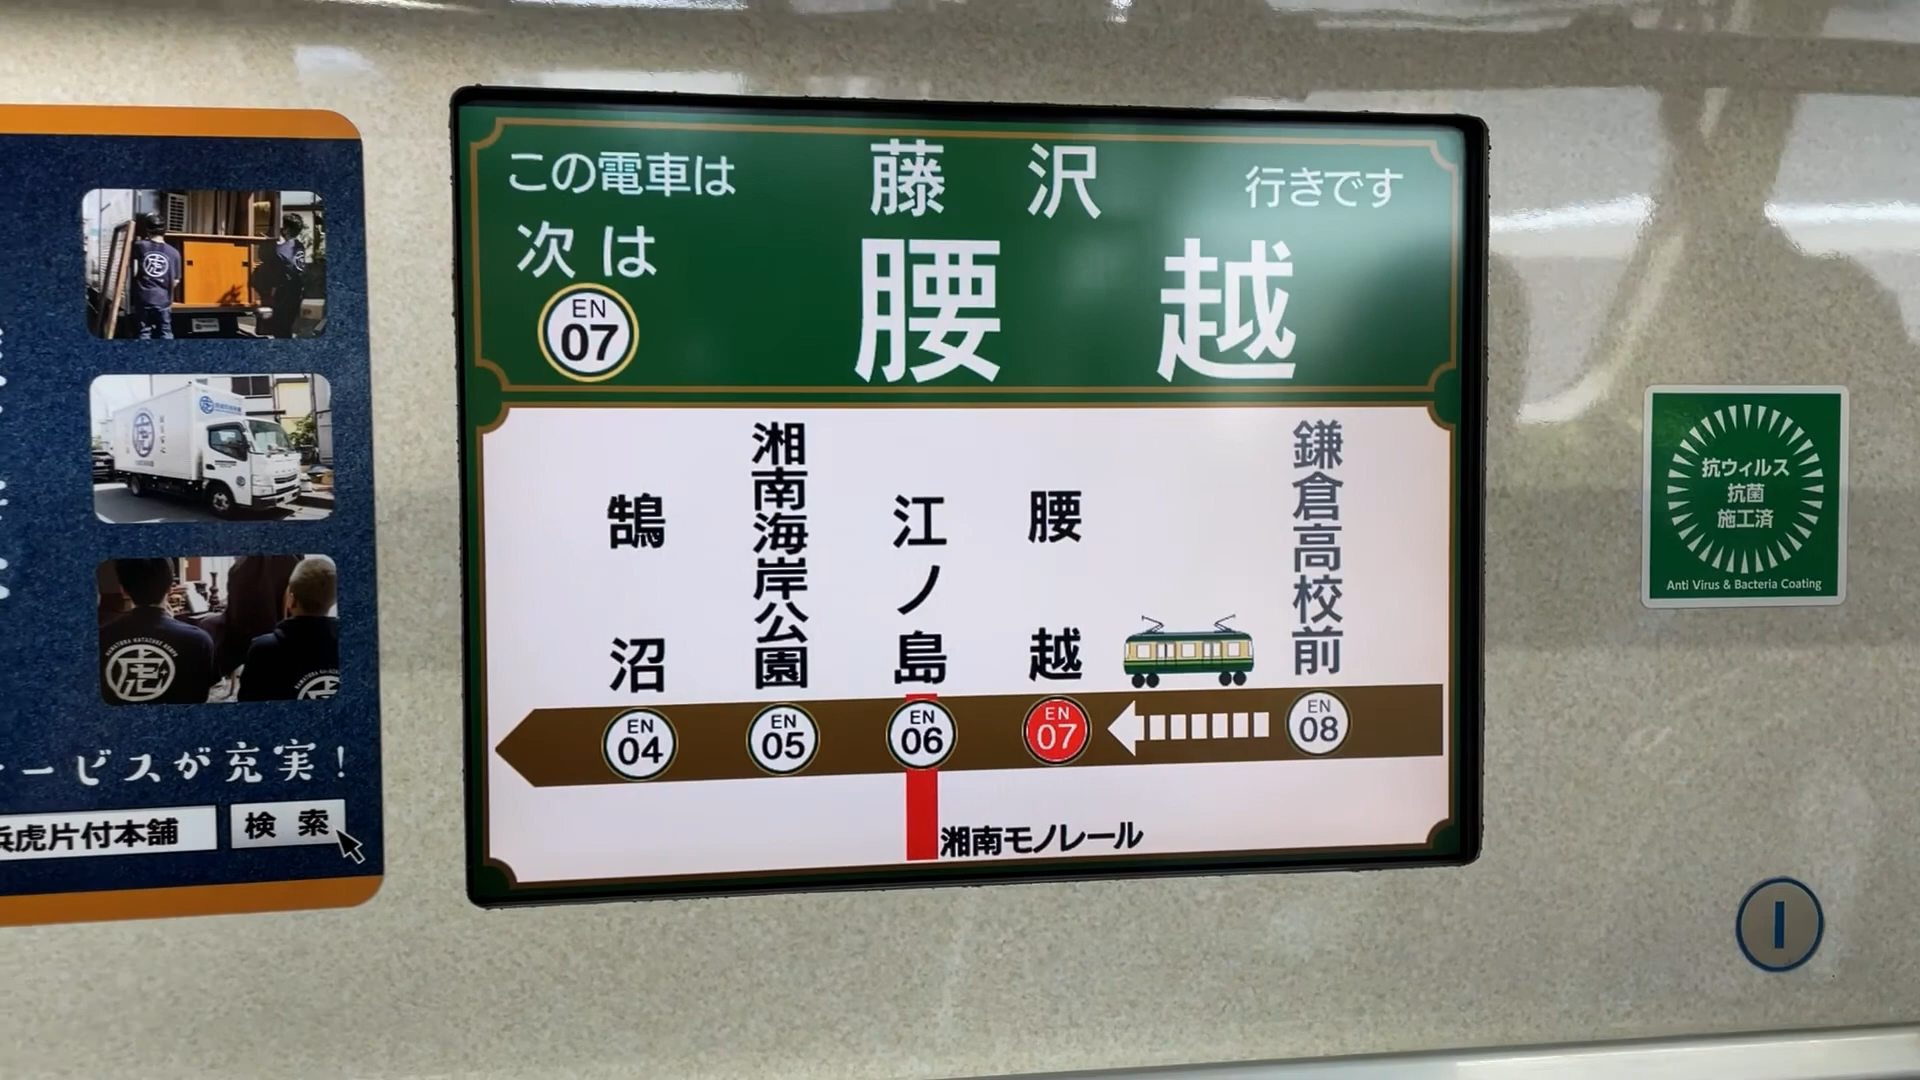 この電車は 藤沢 行きです
次は 腰越
EN
07
鵠沼
湘南海岸公園
江ノ島
腰越
鎌倉高校前
EN
04
EN
05
EN
06
EN
07
EN
08
湘南モノレール
ービスが充実!
虎片付本舗
検索
抗ウィルス
抗菌
施工済
Anti Virus & Bacteria Coating
虎
虎
虎